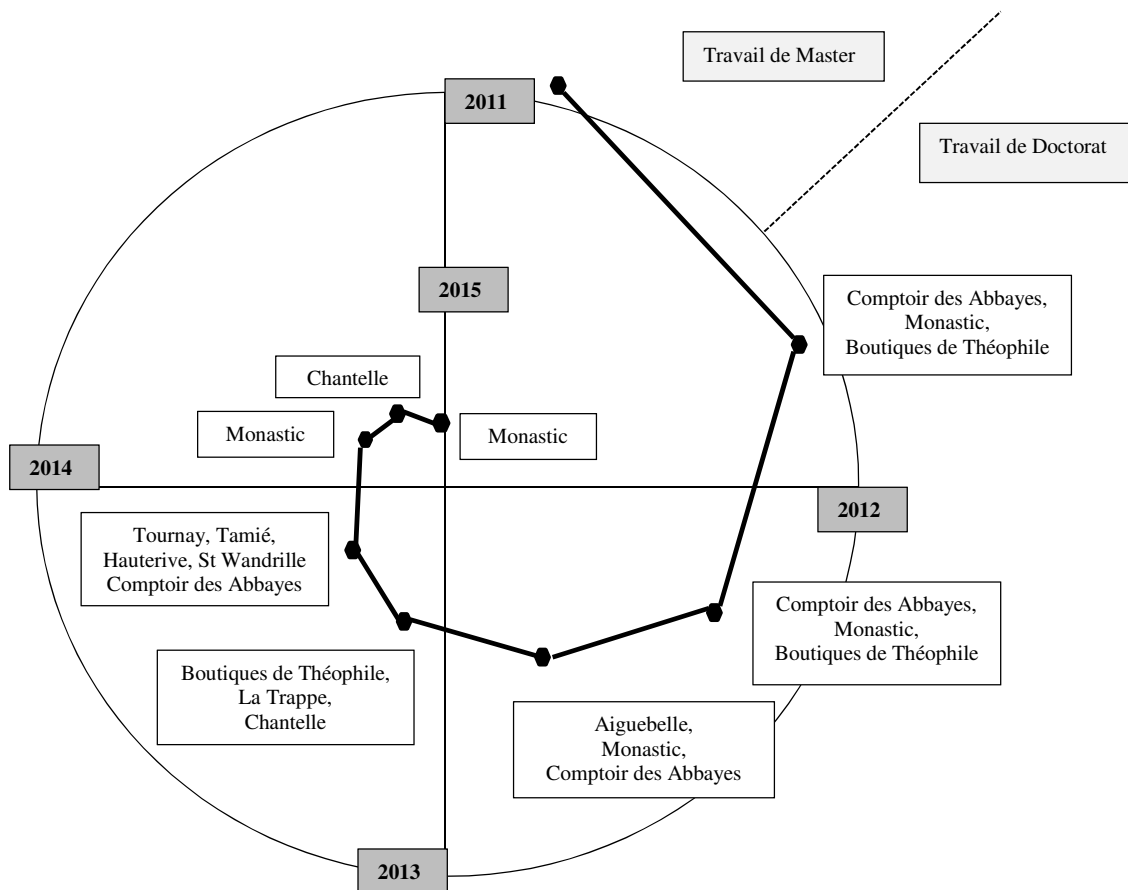 Travail de Master
2011
Travail de Doctorat
2015
Comptoir des Abbayes,
Monastic,
Boutiques de Théophile
Chantelle
Monastic
Monastic
2014
2012
Tournay, Tamié,
Hauterive, St Wandrille
Comptoir des Abbayes
Comptoir des Abbayes,
Monastic,
Boutiques de Théophile
Boutiques de Théophile,
La Trappe,
Chantelle
Aiguebelle,
Monastic,
Comptoir des Abbayes
2013